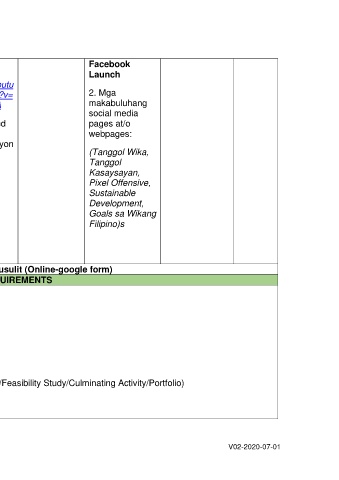 Facebook
Launch
2. Mga
makabuluhang
social media
pages at/o
webpages:
(Tanggol Wika,
Tanggol
Kasaysayan,
Pixel Offensive,
Sustainable
Development,
Goals sa Wikang
Filipino)s
outu
?v=
d
yon
usulit (Online-google form)
UIREMENTS
/Feasibility Study/Culminating Activity/Portfolio)
V02-2020-07-01